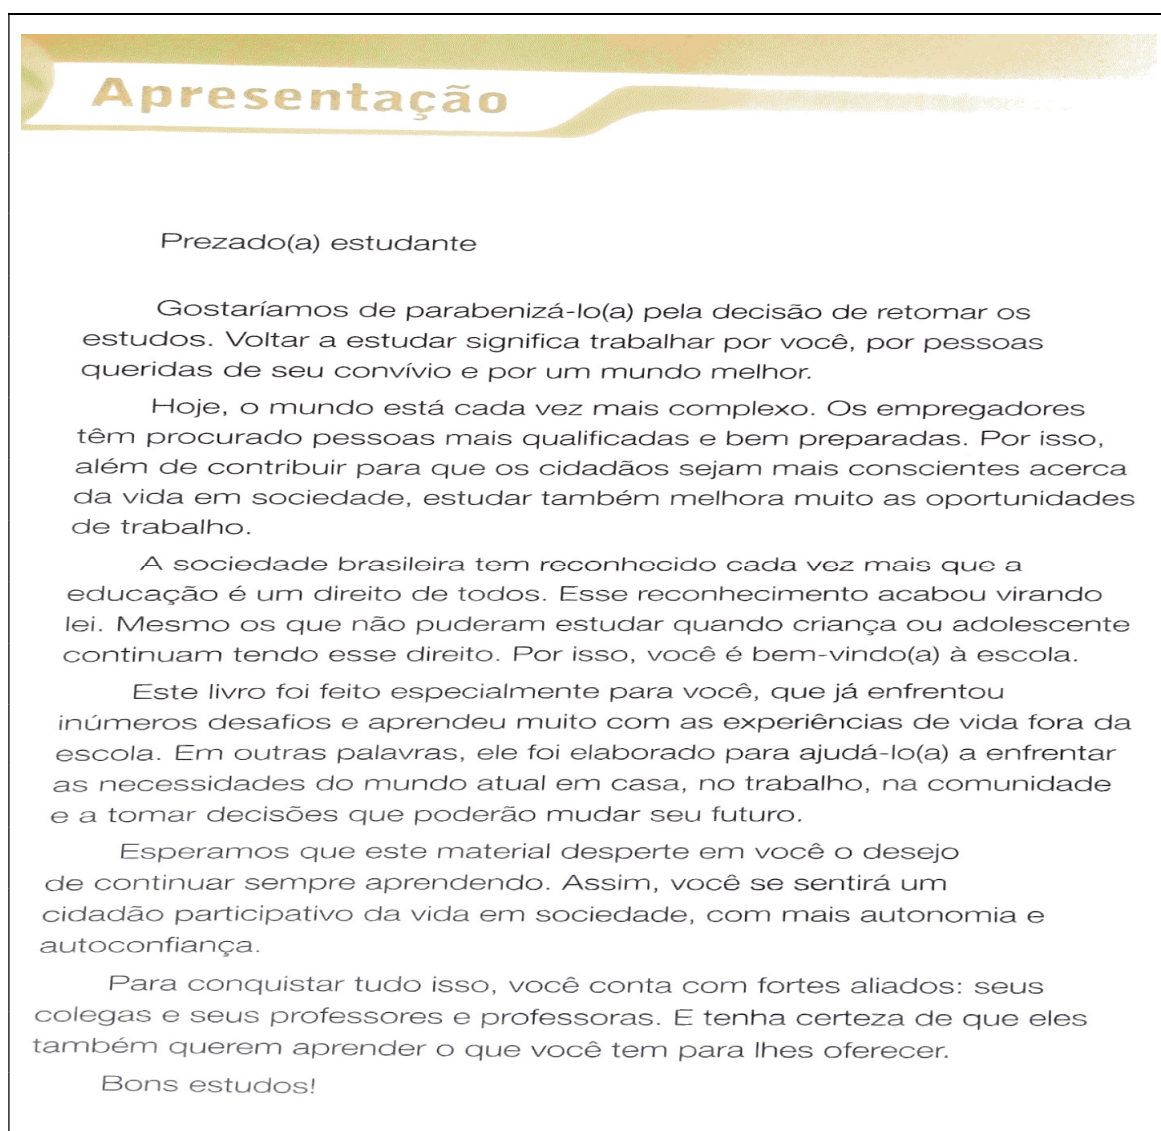 Apresentação
Prezado(a) estudante
Gostaríamos de parabenizá-lo(a) pela decisão de retomar os
estudos. Voltar a estudar significa trabalhar por você, por pessoas
queridas de seu convívio e por um mundo melhor.
Hoje, o mundo está cada vez mais complexo. Os empregadores
têm procurado pessoas mais qualificadas e bem preparadas. Por isso,
além de contribuir para que os cidadãos sejam mais conscientes acerca
da vida em sociedade, estudar também melhora muito as oportunidades
de trabalho.
A sociedade brasileira tem reconhecido cada vez mais que a
educação é um direito de todos. Esse reconhecimento acabou virando
lei. Mesmo os que não puderam estudar quando criança ou adolescente
continuam tendo esse direito. Por isso, você é bem-vindo(a) à escola.
Este livro foi feito especialmente para você, que já enfrentou
inúmeros desafios e aprendeu muito com as experiências de vida fora da
escola. Em outras palavras, ele foi elaborado para ajudá-lo(a) a enfrentar
as necessidades do mundo atual em casa, no trabalho, na comunidade
e a tomar decisões que poderão mudar seu futuro.
Esperamos que este material desperte em você o desejo
de continuar sempre aprendendo. Assim, você se sentirá um
cidadão participativo da vida em sociedade, com mais autonomia e
autoconfiança.
Para conquistar tudo isso, você conta com fortes aliados: seus
colegas e seus professores e professoras. E tenha certeza de que eles
também querem aprender o que você tem para lhes oferecer.
Bons estudos!